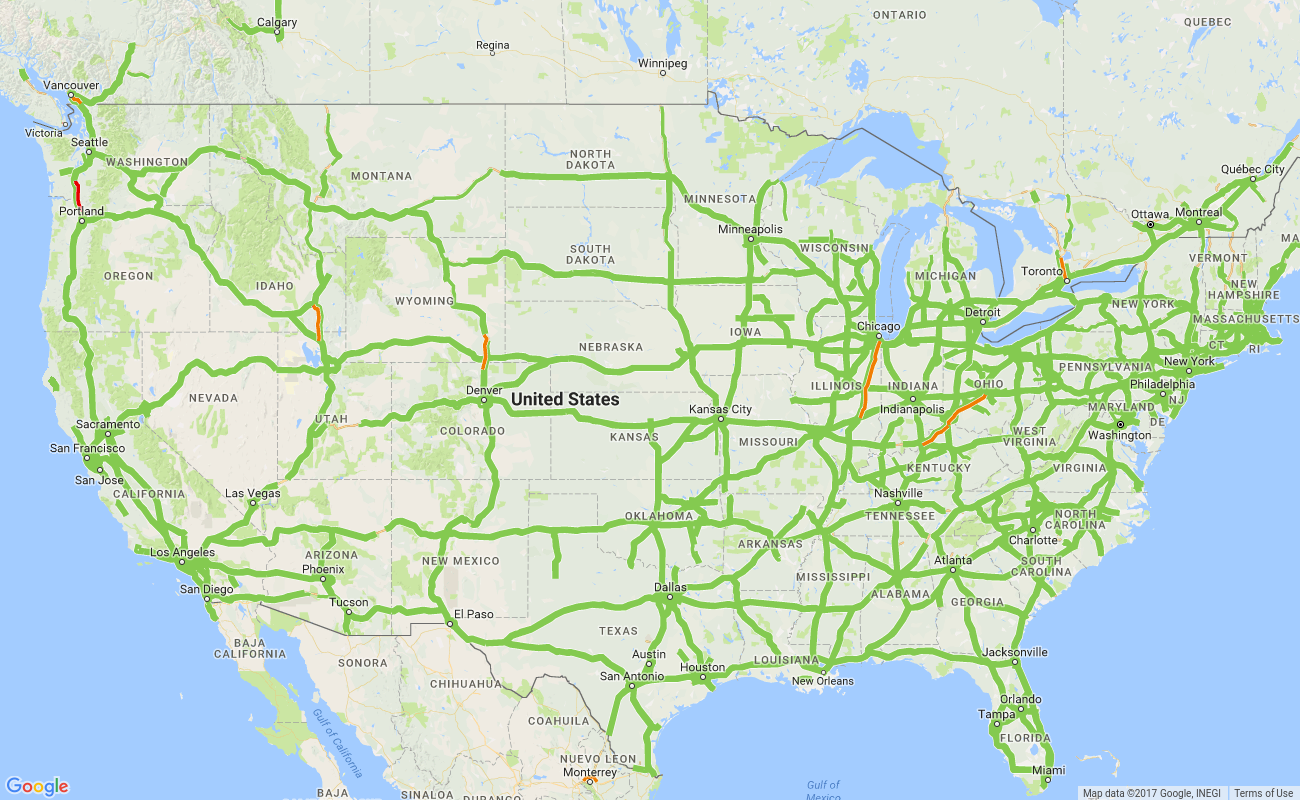 Calgary
Regina
Winnipeg
ONTARIO
QUEBEC
Vancouver
Victoria
Seattle
WASHINGTON
MONTANA
NORTH
DAKOTA
MINNESOTA
Québec City
Ottawa
Montreal
MA
Portland
Minneapolis
WISCONSIN
SOUTH
DAKOTA
VERMONT
OREGON
IDAHO
WYOMING
MICHIGAN
Toronto
NEW
HAMPSHIRE
NEW YORK
MASSACHUSETTS
Detroit
Chicago
IOWA
NEBRASKA
CT
RI
New York
PENNSYLVANIA
NEVADA
Denver
United States
ILLINOIS
INDIANA
OHIO
Philadelphia
NJ
Indianapolis
MARYLAND
DE
Washington
Sacramento
UTAH
COLORADO
KANSAS
Kansas City
MISSOURI
WEST
VIRGINIA
San Francisco
San Jose
KENTUCKY
VIRGINIA
CALIFORNIA
Las Vegas
Nashville
TENNESSEE
OKLAHOMA
NORTH
CAROLINA
Charlotte
Los Angeles
ARIZONA
Phoenix
NEW MEXICO
ARKANSAS
Atlanta
SOUTH
CAROLINA
San Diego
Tucson
Dallas
MISSISSIPPI
ALABAMA
GEORGIA
El Paso
TEXAS
BAJA
CALIFORNIA
SONORA
Austin
Houston
LOUISIANA
Jacksonville
San Antonio
New Orleans
CHIHUAHUA
Orlando
Tampa
COAHUILA
Gulf of
California
FLORIDA
NUEVO LEON
Monterrey
Miami
Google
BAJA
SINALOA
DURANGO
Gulf of
Mexico
Map data ©2017 Google, INEGI
Terms of Use